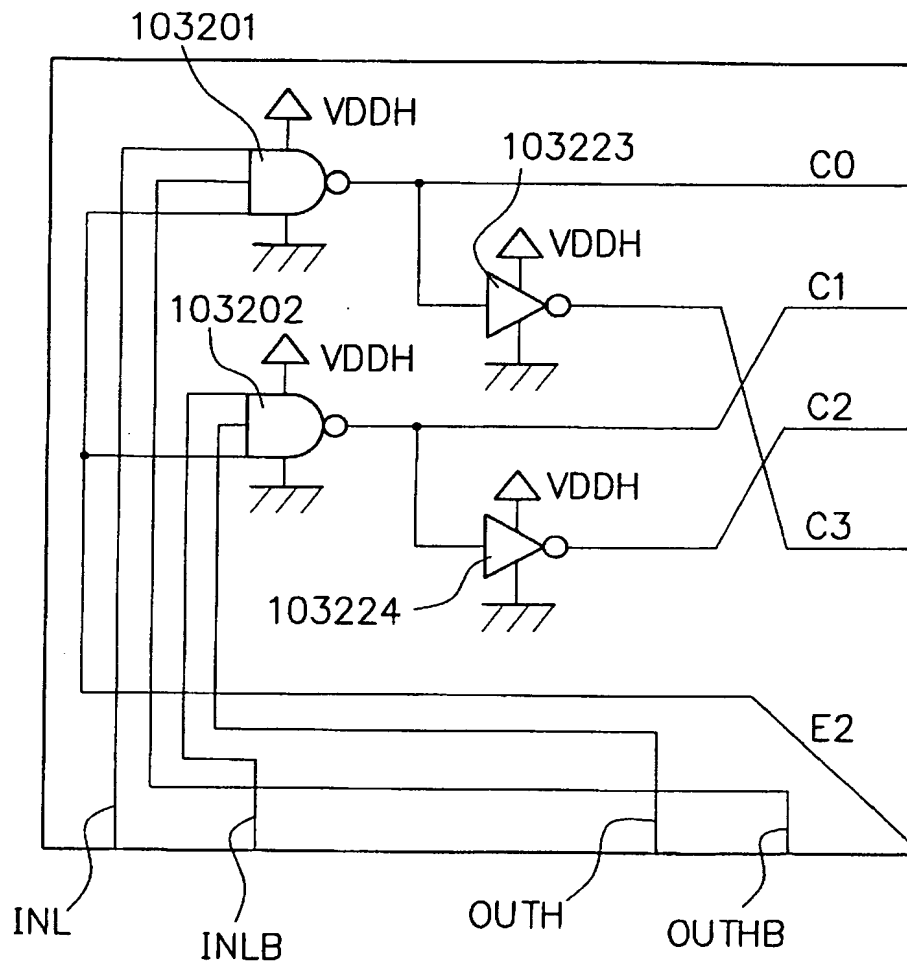 103201
VDDH
103223
C0
VDDH
C1
103202
VDDH
C2
VDDH
C3
103224
E2
INL
INLB
OUTH
OUTHB